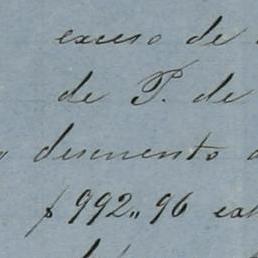 exceso de
de P. de
descuento
$ 992„ 96